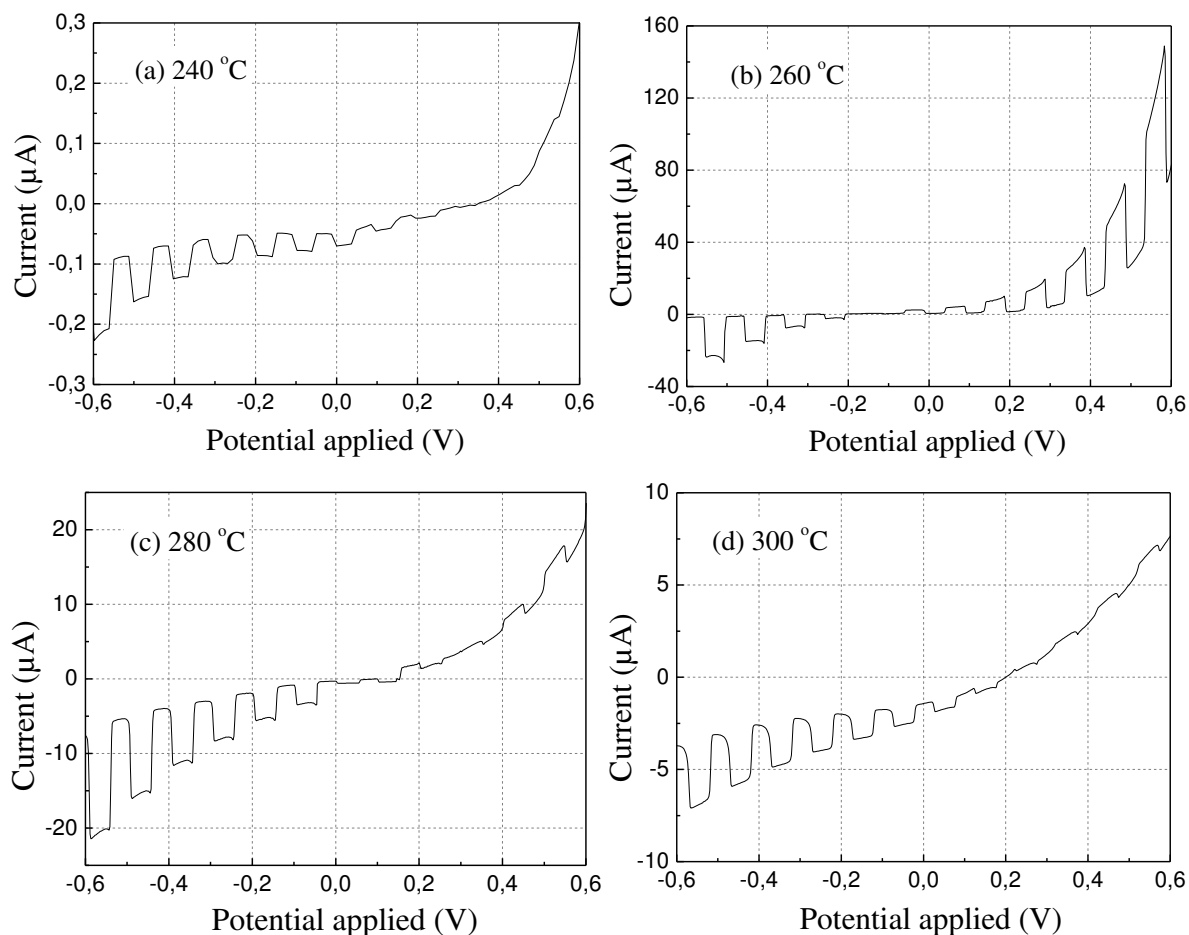 (a) 240 °C
Current (µA)
0,3
0,2
0,1
0,0
-0,1
-0,2
-0,3
-0,6 -0,4 -0,2 0,0 0,2 0,4 0,6
Potential applied (V)
(b) 260 °C
Current (µA)
160
120
80
40
0
-40
-0,6 -0,4 -0,2 0,0 0,2 0,4 0,6
Potential applied (V)
(c) 280 °C
Current (µA)
20
10
0
-10
-20
-0,6 -0,4 -0,2 0,0 0,2 0,4 0,6
Potential applied (V)
(d) 300 °C
Current (µA)
10
5
0
-5
-10
-0,6 -0,4 -0,2 0,0 0,2 0,4 0,6
Potential applied (V)